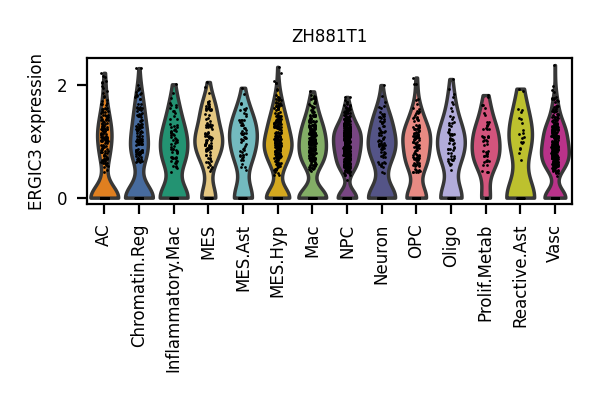 ZH881T1
ERGIC3 expression
2
0
AC
Chromatin.Reg
Inflammatory.Mac
MES
MES.Ast
MES.Hyp
Mac
NPC
Neuron
OPC
Oligo
Prolif.Metab
Reactive.Ast
Vasc